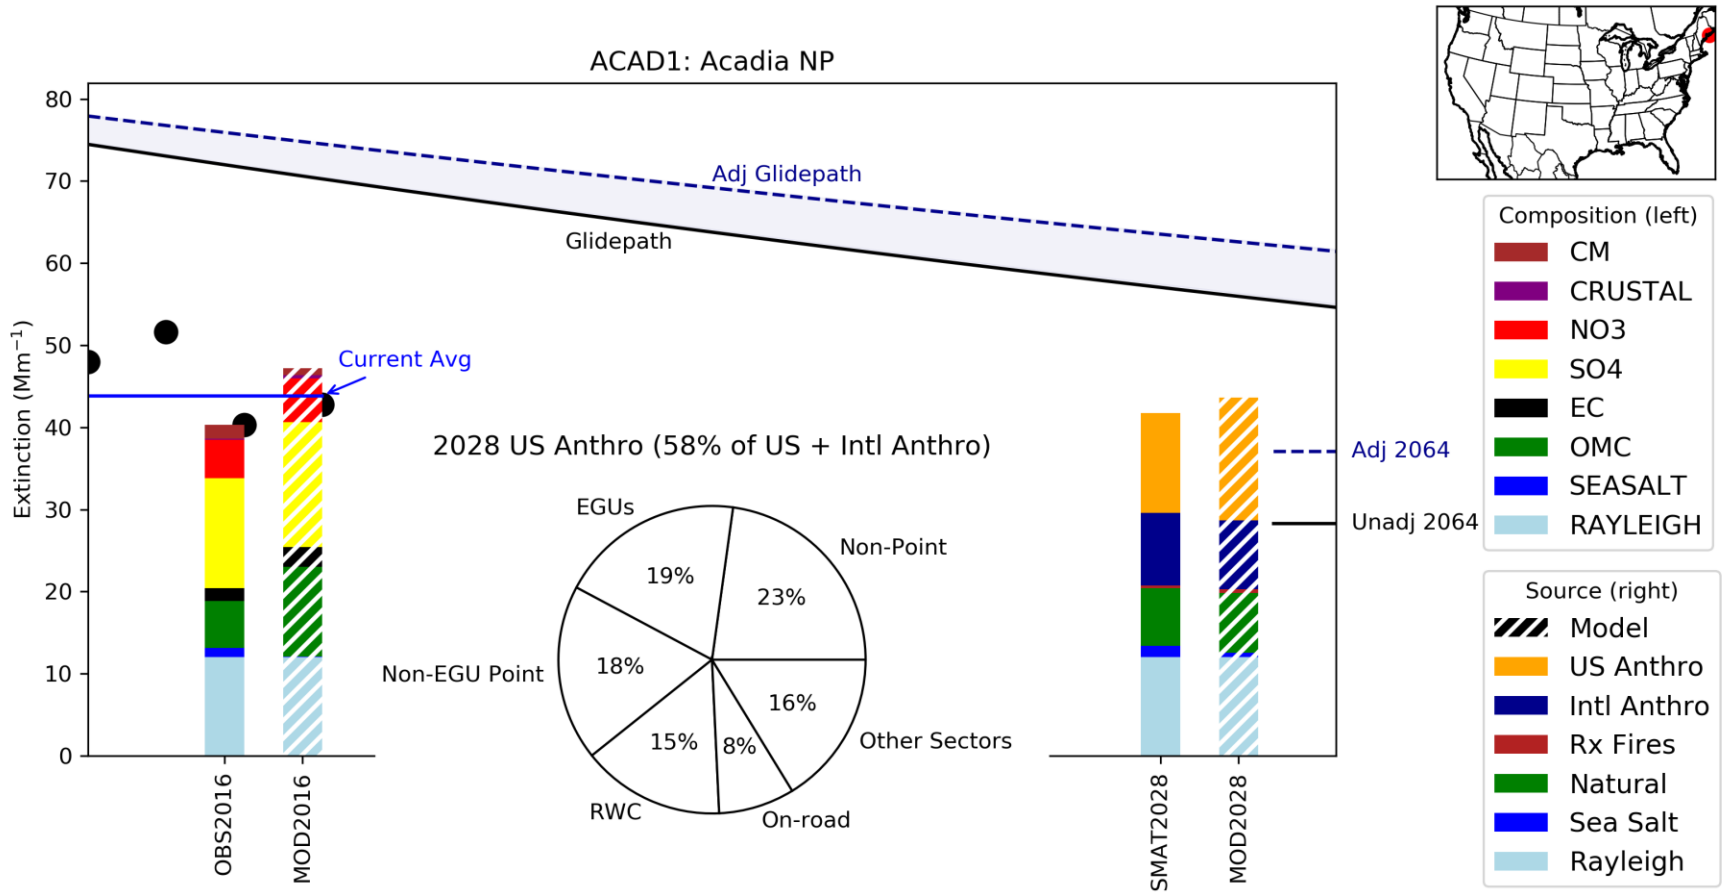 ACAD1: Acadia NP
80
70
60
50
40
30
20
10
0
Extinction (Mm⁻¹)
Adj Glidepath
Glidepath
Current Avg
2028 US Anthro (58% of US + Intl Anthro)
EGUs
Non-Point
19%
23%
Non-EGU Point
18%
16%
15%
8%
Other Sectors
RWC
On-road
Adj 2064
Unadj 2064
OBS2016
MOD2016
SMAT2028
MOD2028
Composition (left)
CM
CRUSTAL
NO3
SO4
EC
OMC
SEASALT
RAYLEIGH
Source (right)
Model
US Anthro
Intl Anthro
Rx Fires
Natural
Sea Salt
Rayleigh